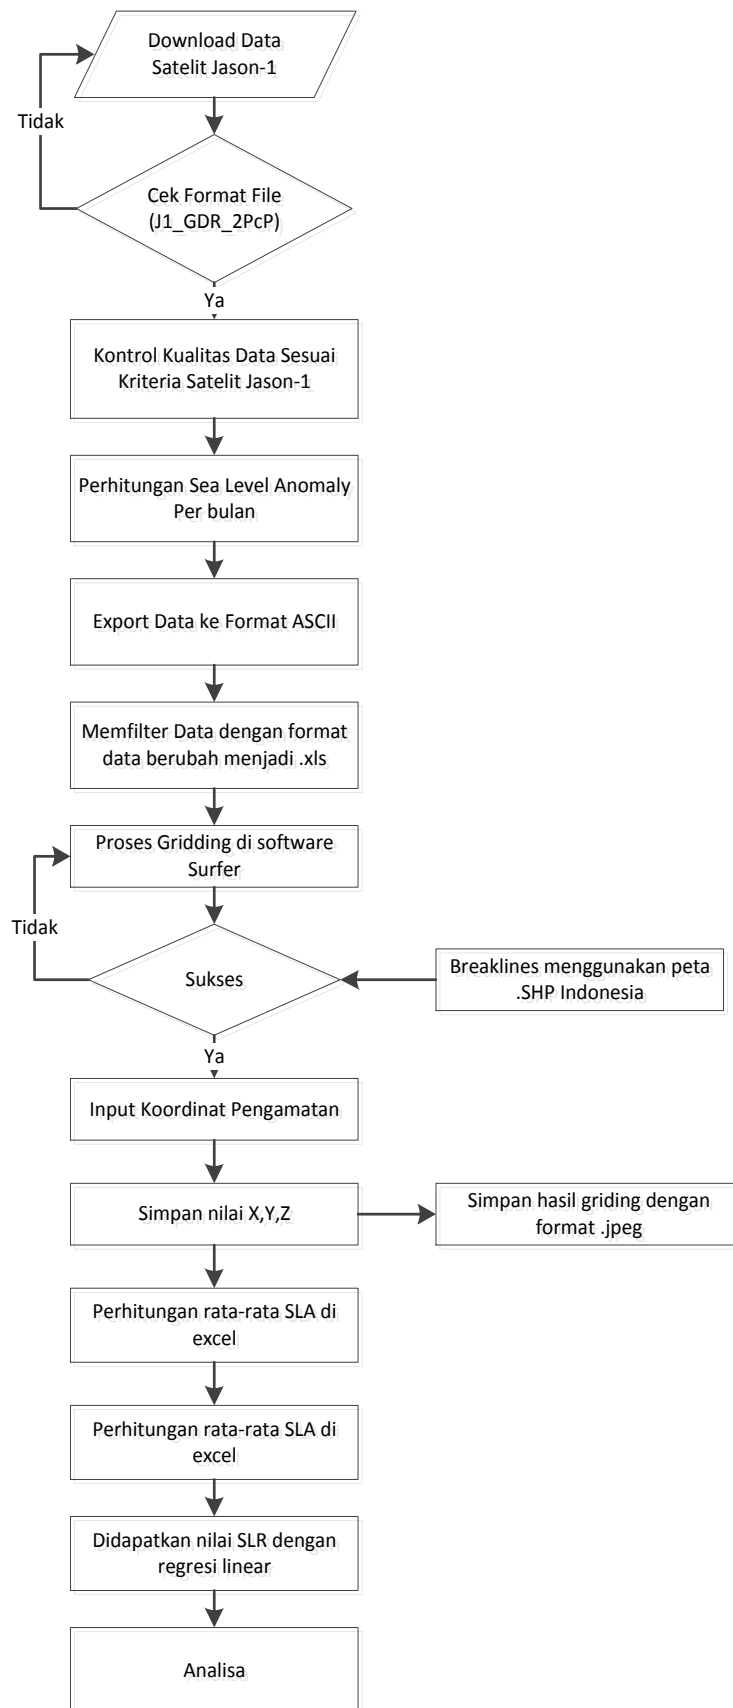 Download Data
Satelit Jason-1
Tidak
Cek Format File
(J1_GDR_2PcP)
Ya
Kontrol Kualitas Data Sesuai
Kriteria Satelit Jason-1
Perhitungan Sea Level Anomaly
Per bulan
Export Data ke Format ASCII
Memfilter Data dengan format
data berubah menjadi .xls
Proses Gridding di software
Surfer
Tidak
Sukses
Breaklines menggunakan peta
.SHP Indonesia
Ya
Input Koordinat Pengamatan
Simpan nilai X,Y,Z
Simpan hasil griding dengan
format .jpeg
Perhitungan rata-rata SLA di
excel
Perhitungan rata-rata SLA di
excel
Didapatkan nilai SLR dengan
regresi linear
Analisa